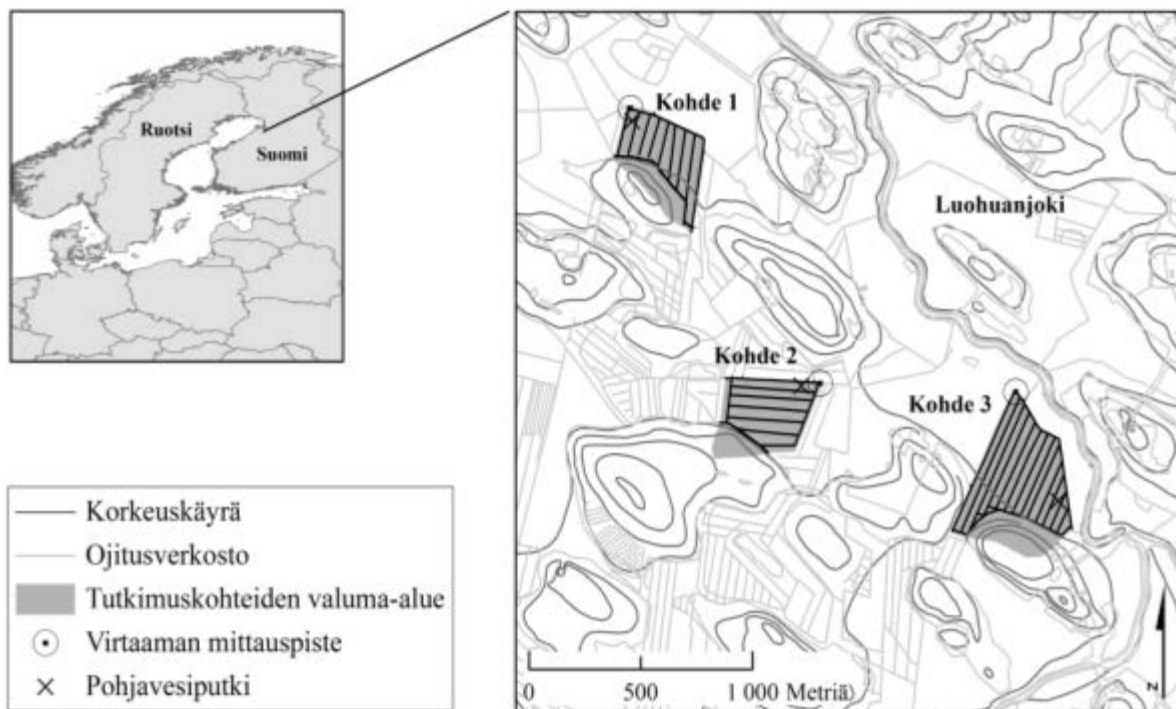 Ruotsi
Suomi
Kohde 1
Luohuanjoki
Kohde 2
Kohde 3
Korkeuskäyrä
Ojitusverkosto
Tutkimuskohteiden valuma-alue
Virtaaman mittauspiste
Pohjavesiputki
0 500 1 000 Metriä
N